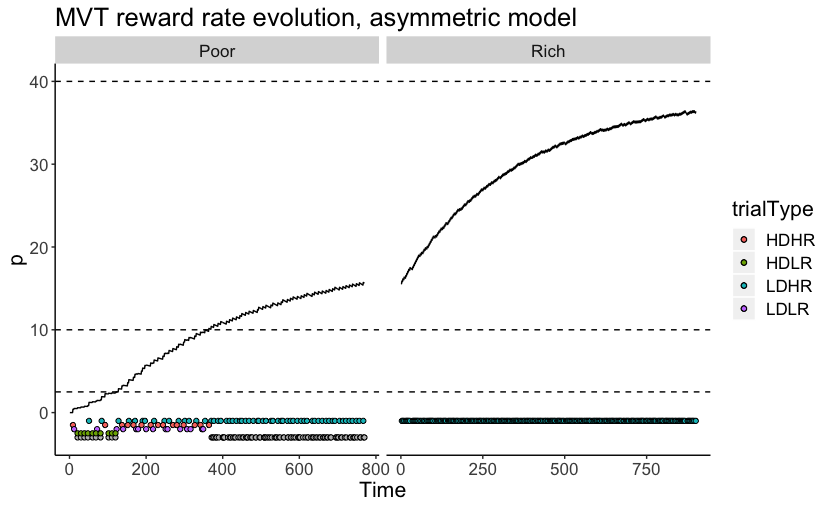 MVT reward rate evolution, asymmetric model
Poor Rich
p
40
30
20
10
0
0 200 400 600 800 0 250 500 750
Time
trialType
HDHR
HDLR
LDHR
LDLR